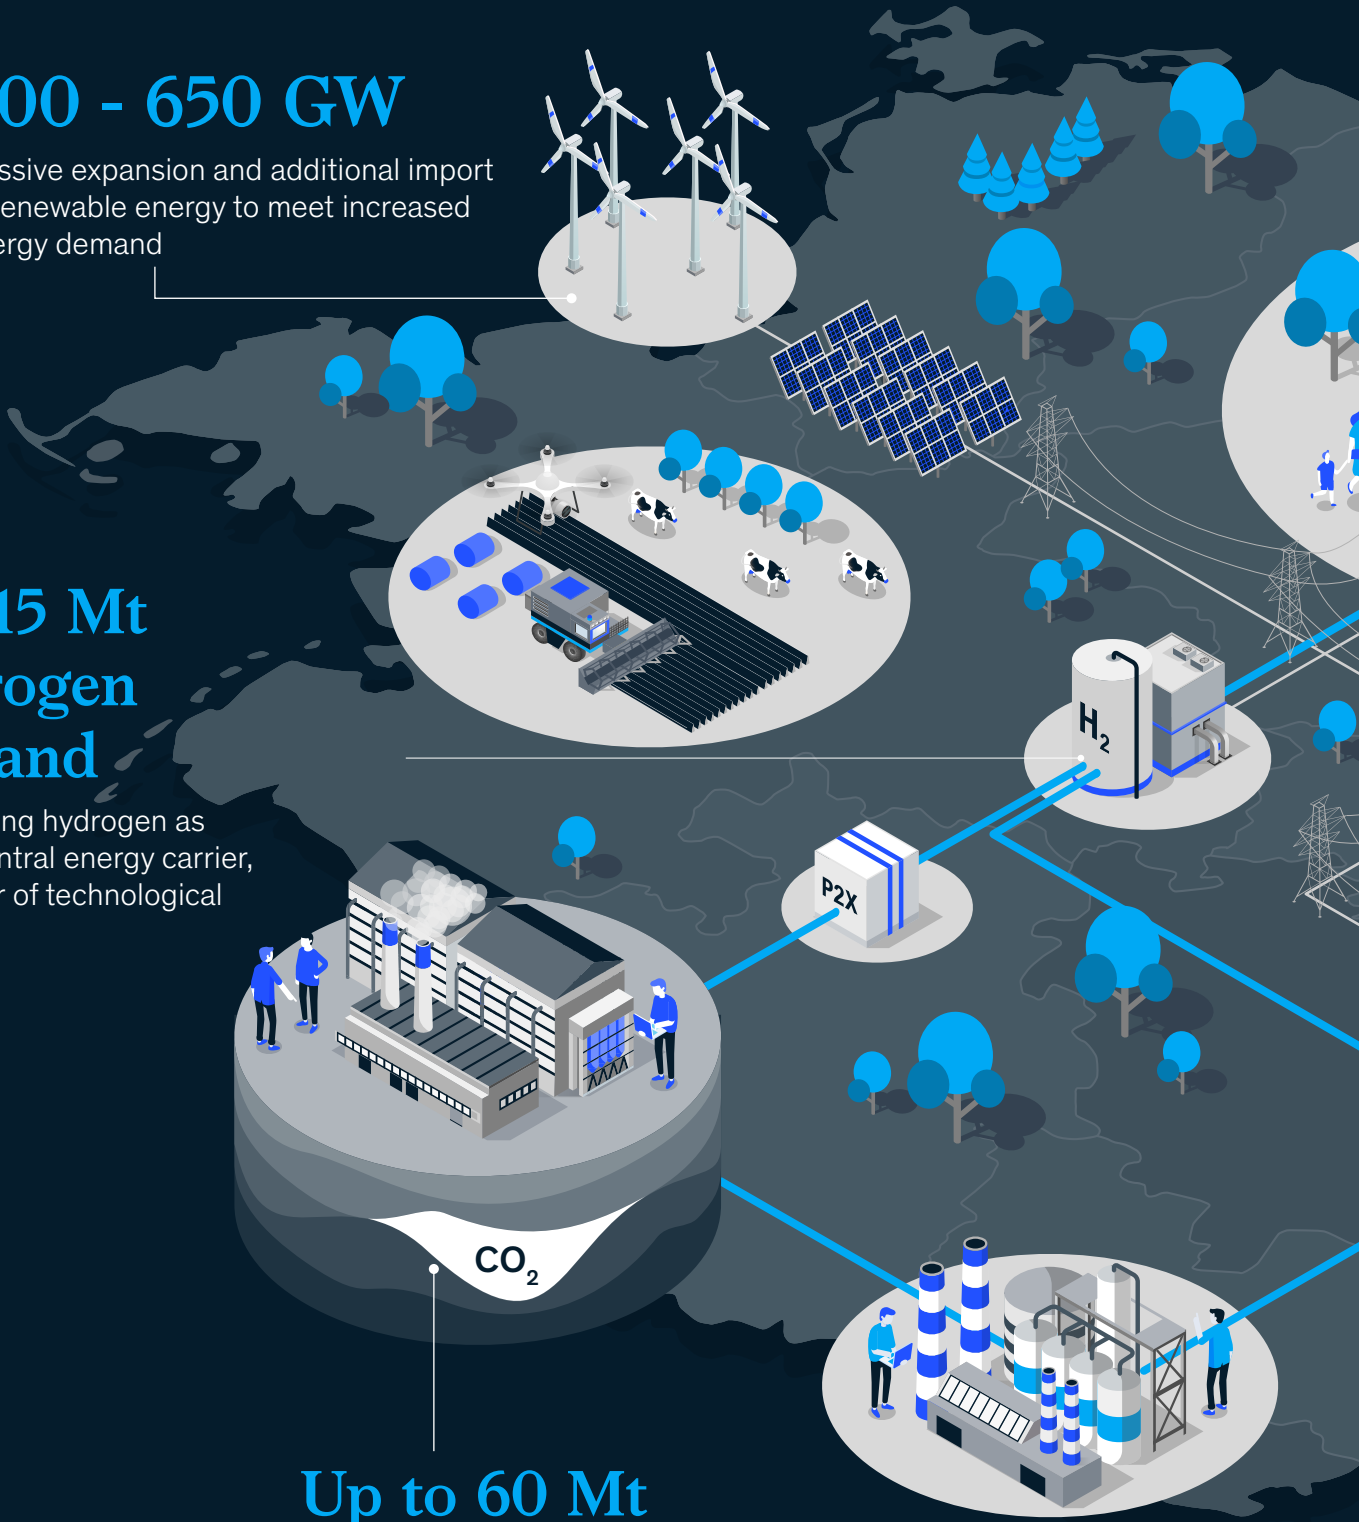 00 - 650 GW
ssive expansion and additional import
enewable energy to meet increased
ergy demand
15 Mt
rogen
and
ing hydrogen as
ntral energy carrier,
r of technological
H2
P2X
CO2
Up to 60 Mt